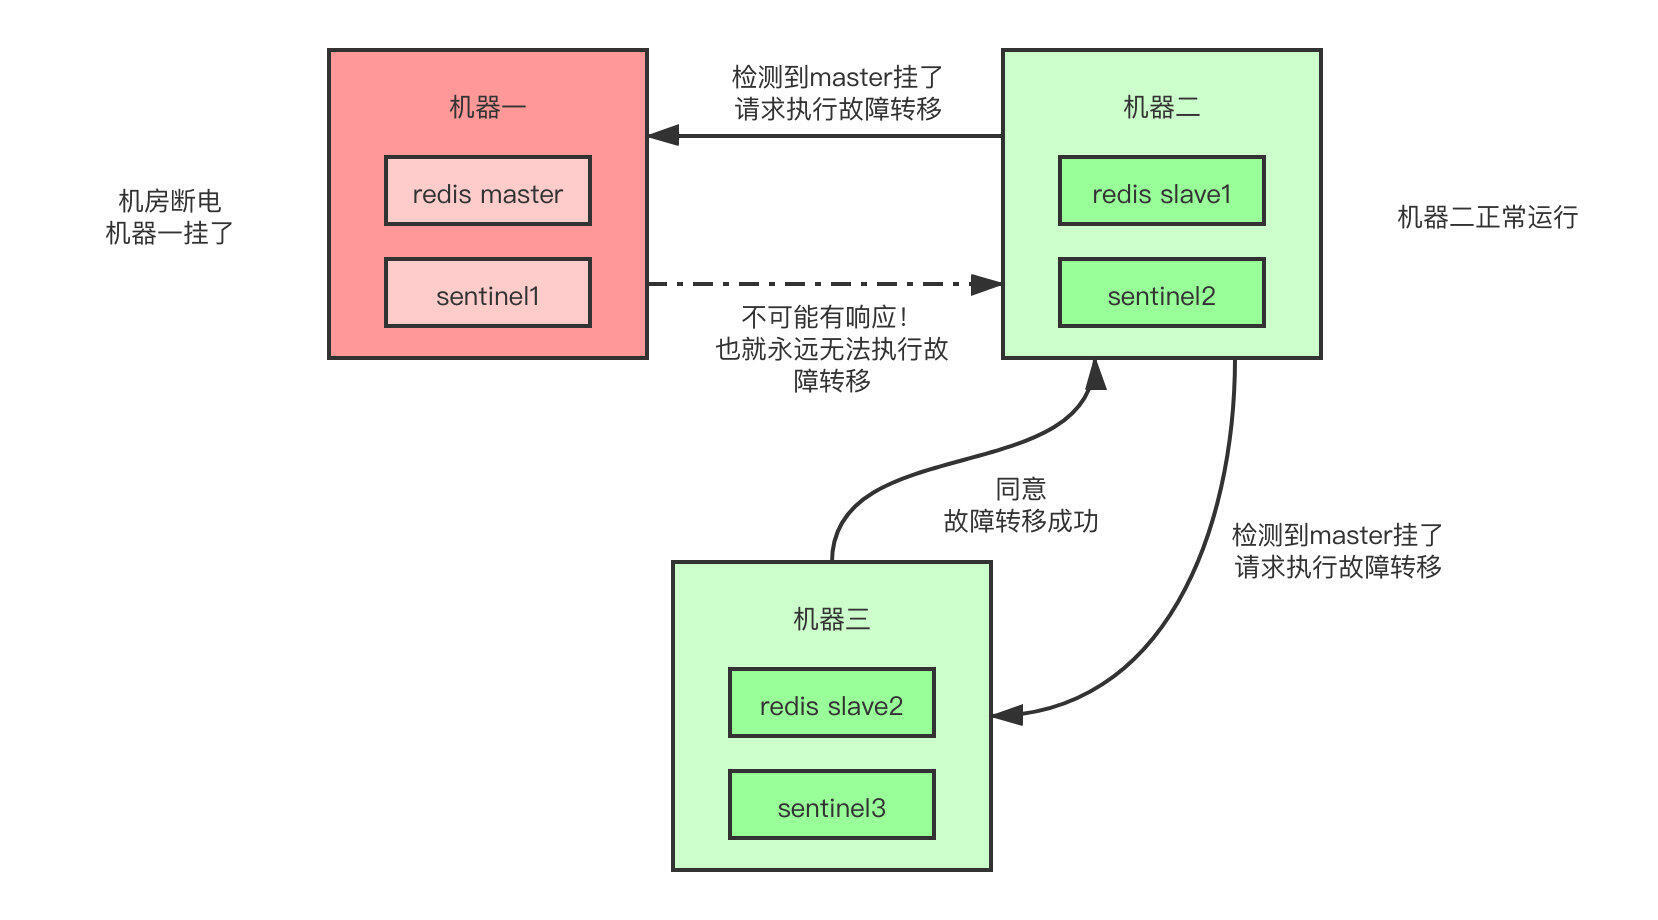 机房断电
机器一挂了
机器一
redis master
sentinel1
检测到master挂了
请求执行故障转移
不可能有响应！
也就永远无法执行故
障转移
机器二
redis slave1
sentinel2
机器二正常运行
同意
故障转移成功
检测到master挂了
请求执行故障转移
机器三
redis slave2
sentinel3